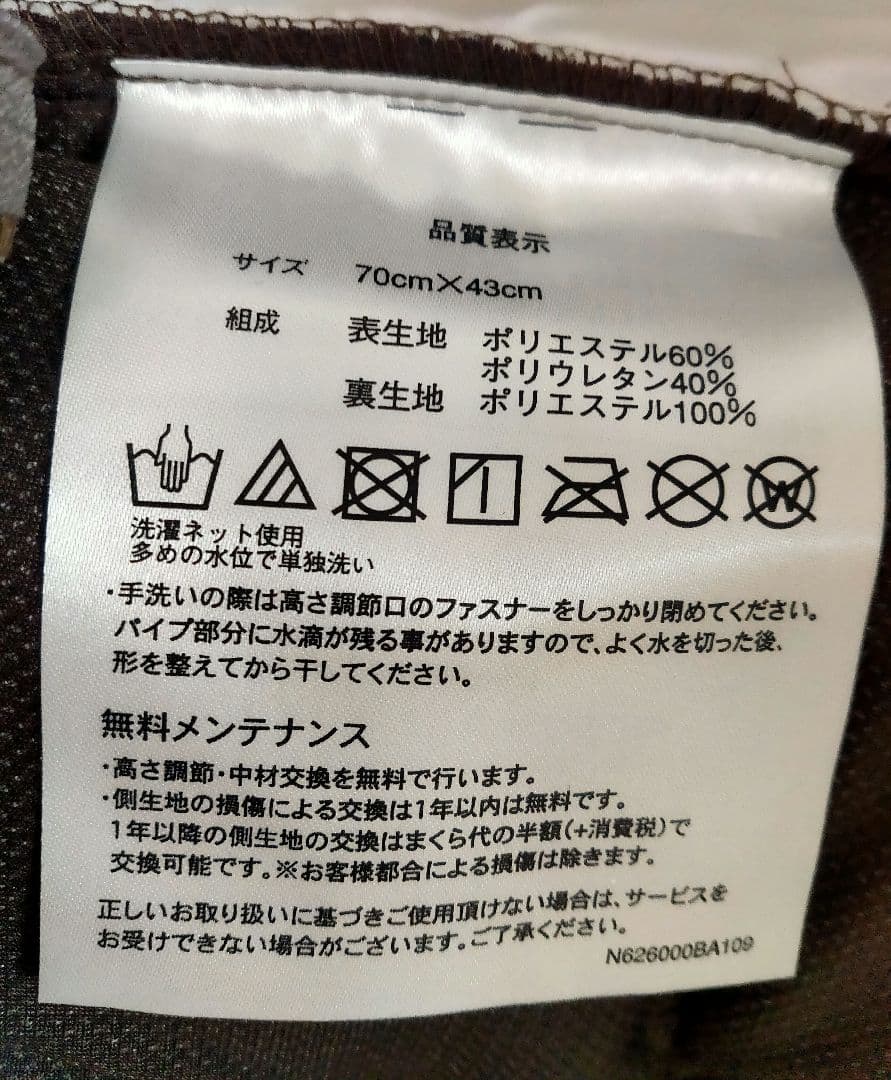 品質表示
サイズ 70cm×43cm
組成 表生地 ポリエステル60%
ポリウレタン40%
裏生地 ポリエステル100%
W
洗濯ネット使用
多めの水位で単独洗い
・手洗いの際は高さ調節口のファスナーをしっかり閉めてください。
パイプ部分に水滴が残る事がありますので、よく水を切った後、
形を整えてから干してください。
無料メンテナンス
・高さ調節・中材交換を無料で行います。
・側生地の損傷による交換は1年以内は無料です。
1年以降の側生地の交換はまくら代の半額(+消費税)で
交換可能です。※お客様都合による損傷は除きます。
正しいお取り扱いに基づきご使用頂けない場合は、サービスを
お受けできない場合がございます。ご了承ください。
N626000BA109